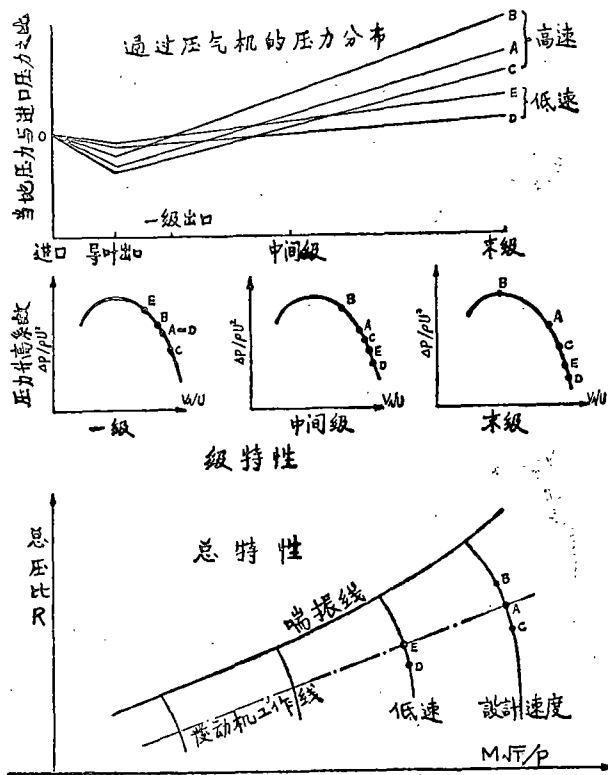 通过压气机的压力分布
当地压力与进口压力之比
O
B
A
C
高速
E
D
低速
一级出口
进口 导叶出口 中间级 末级
压力升高系数
ΔP/ρU²
E
B
A∞D
C
Vₐ/U
一级
ΔP/ρU²
B
A
C
E
D
Vₐ/U
中间级
ΔP/ρU²
B
A
C
E
D
Vₐ/U
末级
级特性
总特性
总压比
R
喘振线
B
A
C
E
D
发动机工作线
低速
設計速度
M√T/P